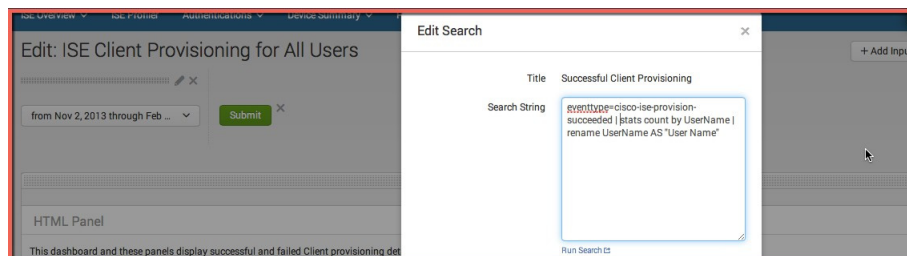 ISE Overview ISE Profiler Authentications Device Summary
Edit: ISE Client Provisioning for All Users
Edit Search
×
+ Add Inpu
Title Successful Client Provisioning
Search String
eventtype=cisco-ise-provision-
succeeded | stats count by UserName |
rename UserName AS "User Name"
from Nov 2, 2013 through Feb ...
Submit
HTML Panel
This dashboard and these panels display successful and failed Client provisioning det
Run Search